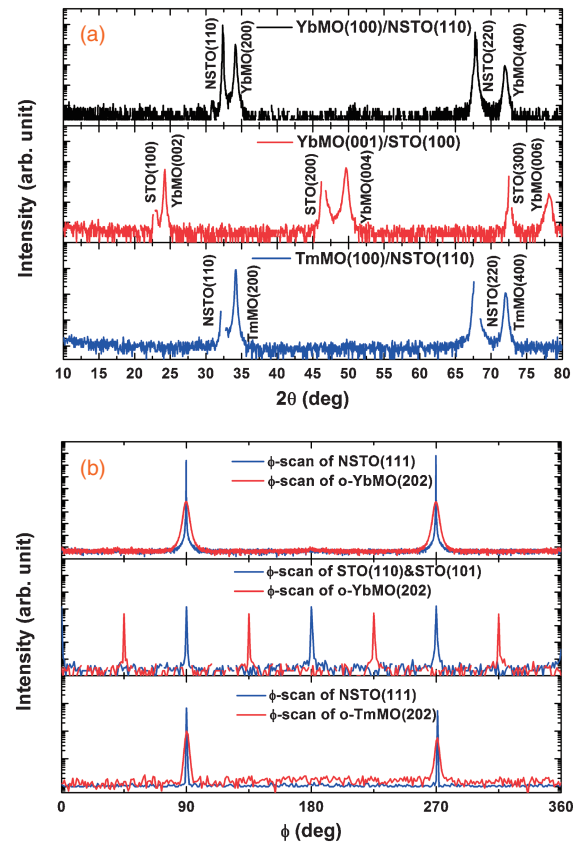 (a)
YbMO(100)/NSTO(110)
NSTO(110)
YbMO(200)
NSTO(220)
YbMO(400)
YbMO(001)/STO(100)
STO(100)
YbMO(002)
STO(200)
YbMO(004)
STO(300)
YbMO(006)
TmMO(100)/NSTO(110)
NSTO(110)
TmMO(200)
NSTO(220)
TmMO(400)
Intensity (arb. unit)
10 15 20 25 30 35 40 45 50 55 60 65 70 75 80
2θ (deg)
(b)
ϕ-scan of NSTO(111)
ϕ-scan of o-YbMO(202)
ϕ-scan of STO(110)&STO(101)
ϕ-scan of o-YbMO(202)
ϕ-scan of NSTO(111)
ϕ-scan of o-TmMO(202)
Intensity (arb. unit)
0 90 180 270 360
ϕ (deg)